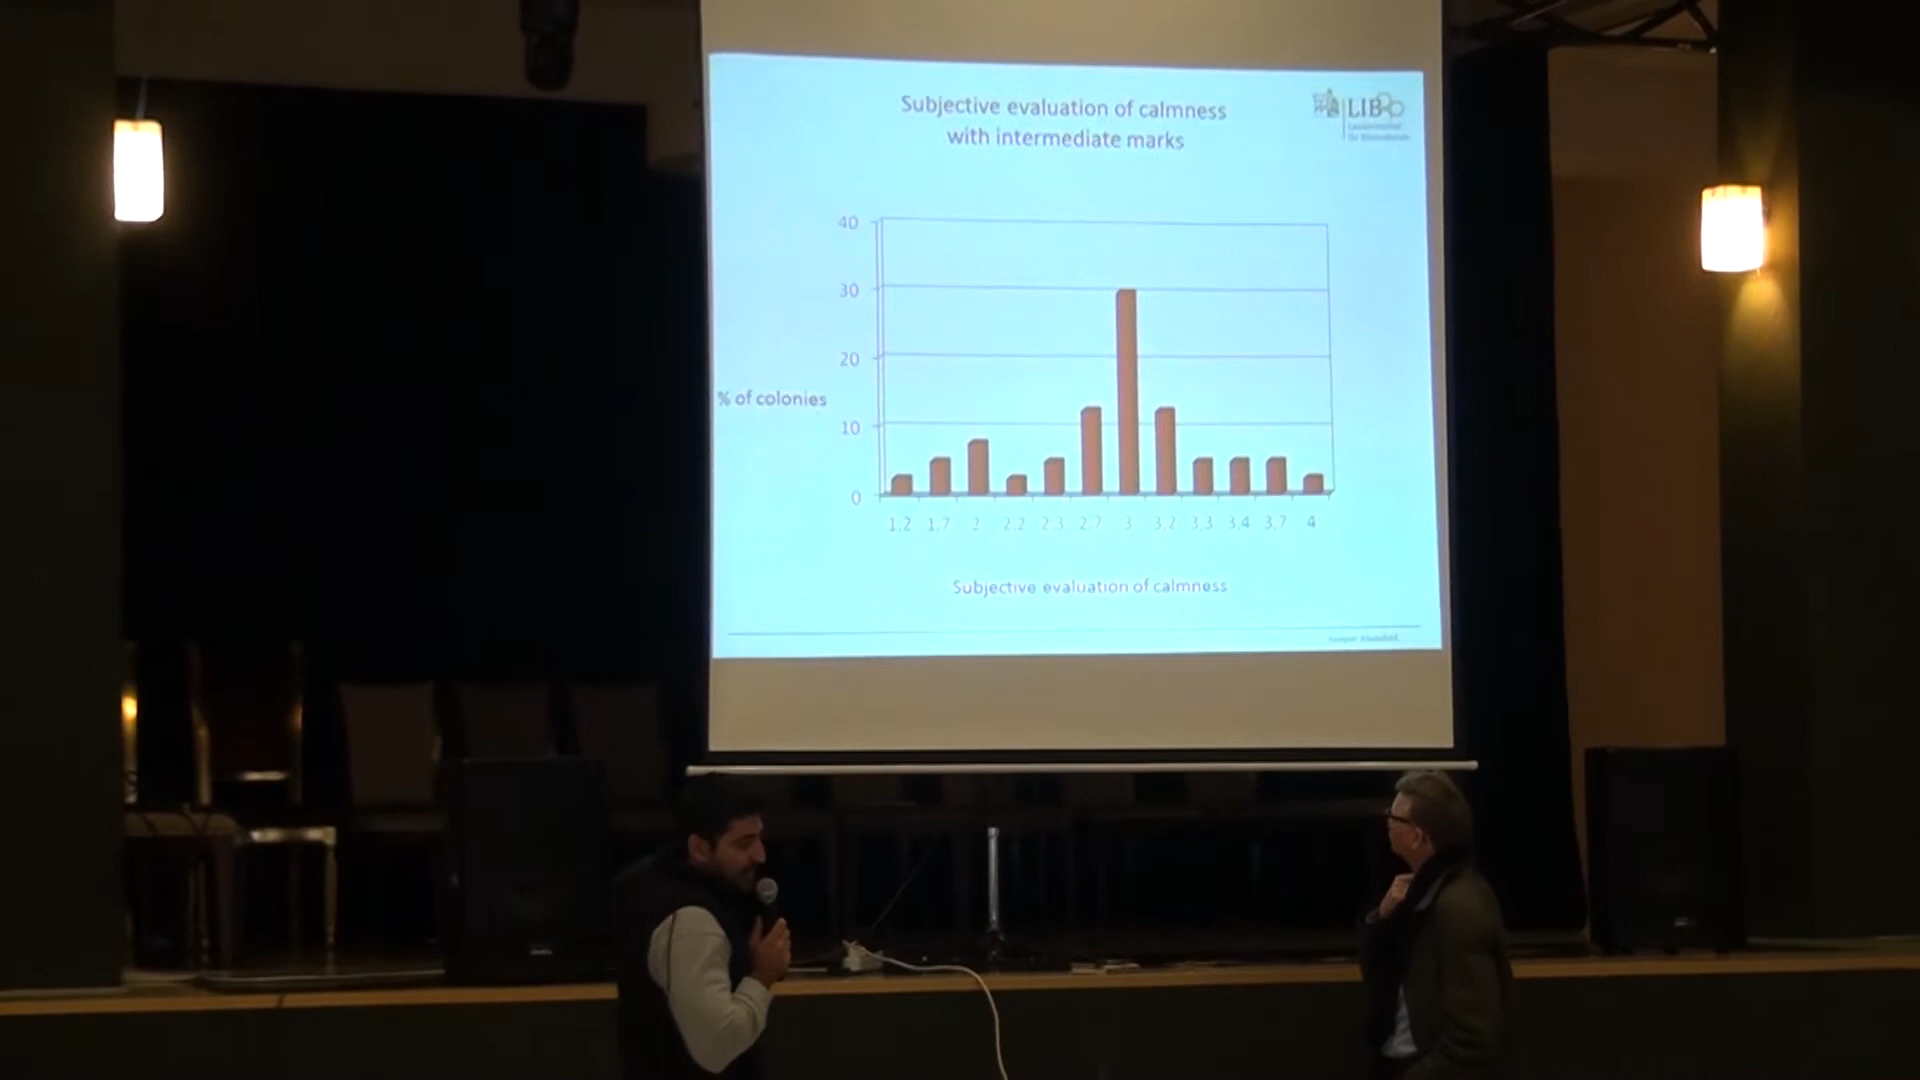 Subjective evaluation of calmness
with intermediate marks
LIB
40
30
20
10
0
% of colonies
1,2 1,7 2 2,2 2,3 2,7 3 3,2 3,3 3,4 3,7 4
Subjective evaluation of calmness